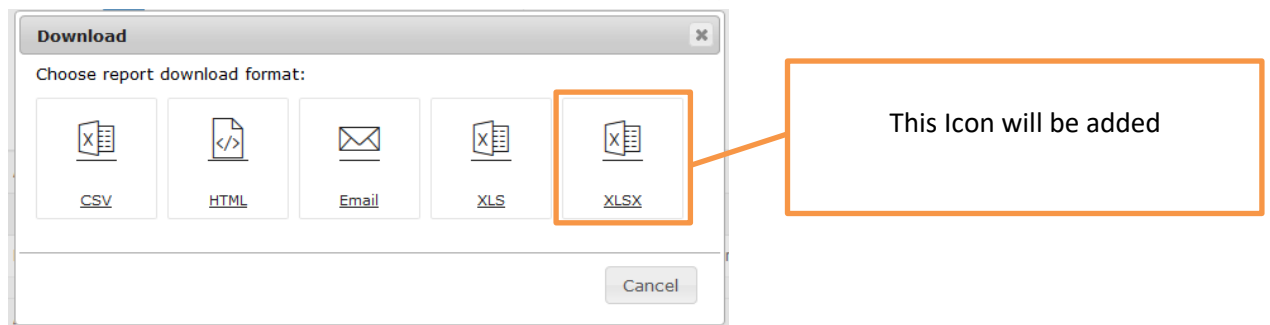 Download
Choose report download format:
This Icon will be added
CSV HTML Email XLS XLSX
Cancel